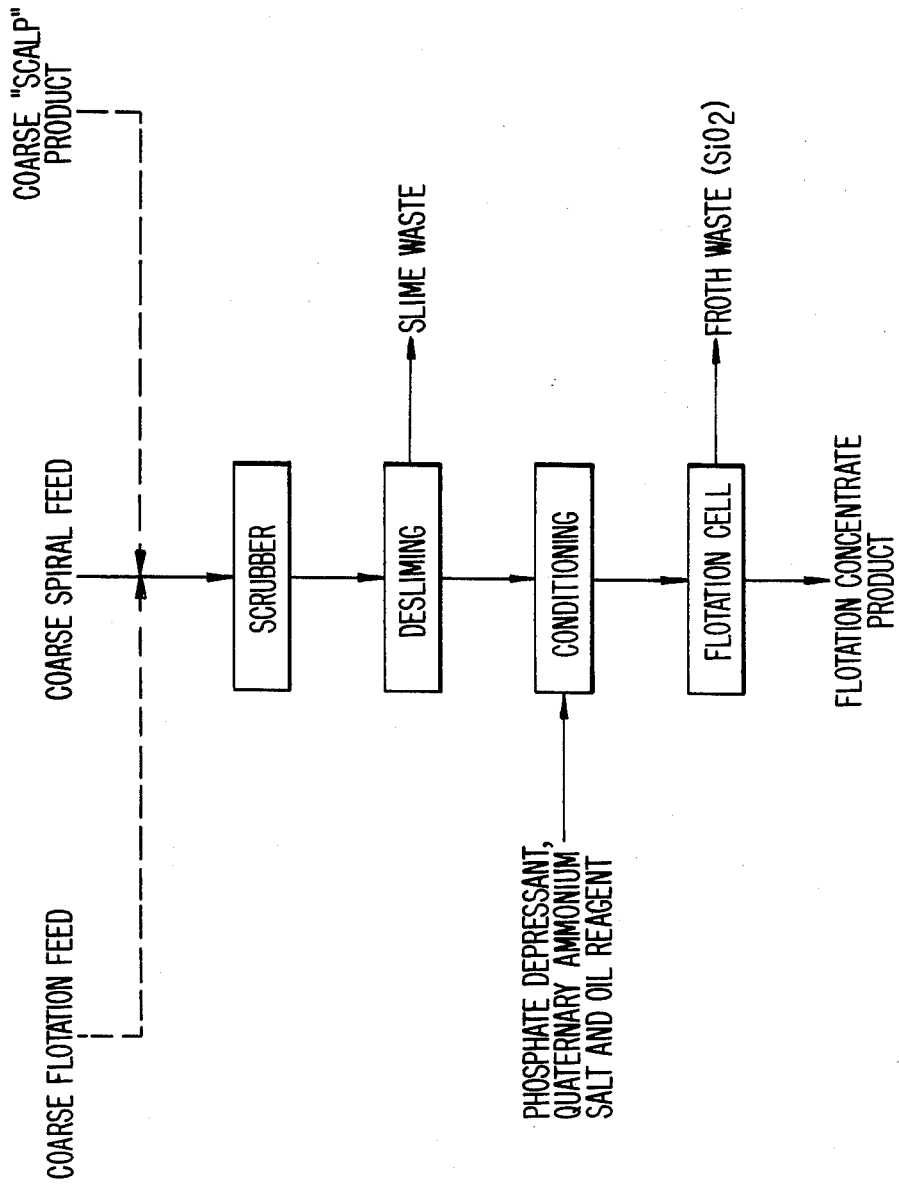 COARSE FLOTATION FEED
COARSE SPIRAL FEED
COARSE "SCALP"
PRODUCT
SCRUBBER
DESLIMING
SLIME WASTE
PHOSPHATE DEPRESSANT,
QUATERNARY AMMONIUM
SALT AND OIL REAGENT
CONDITIONING
FLOTATION CELL
FROTH WASTE (SiO2)
FLOTATION CONCENTRATE
PRODUCT